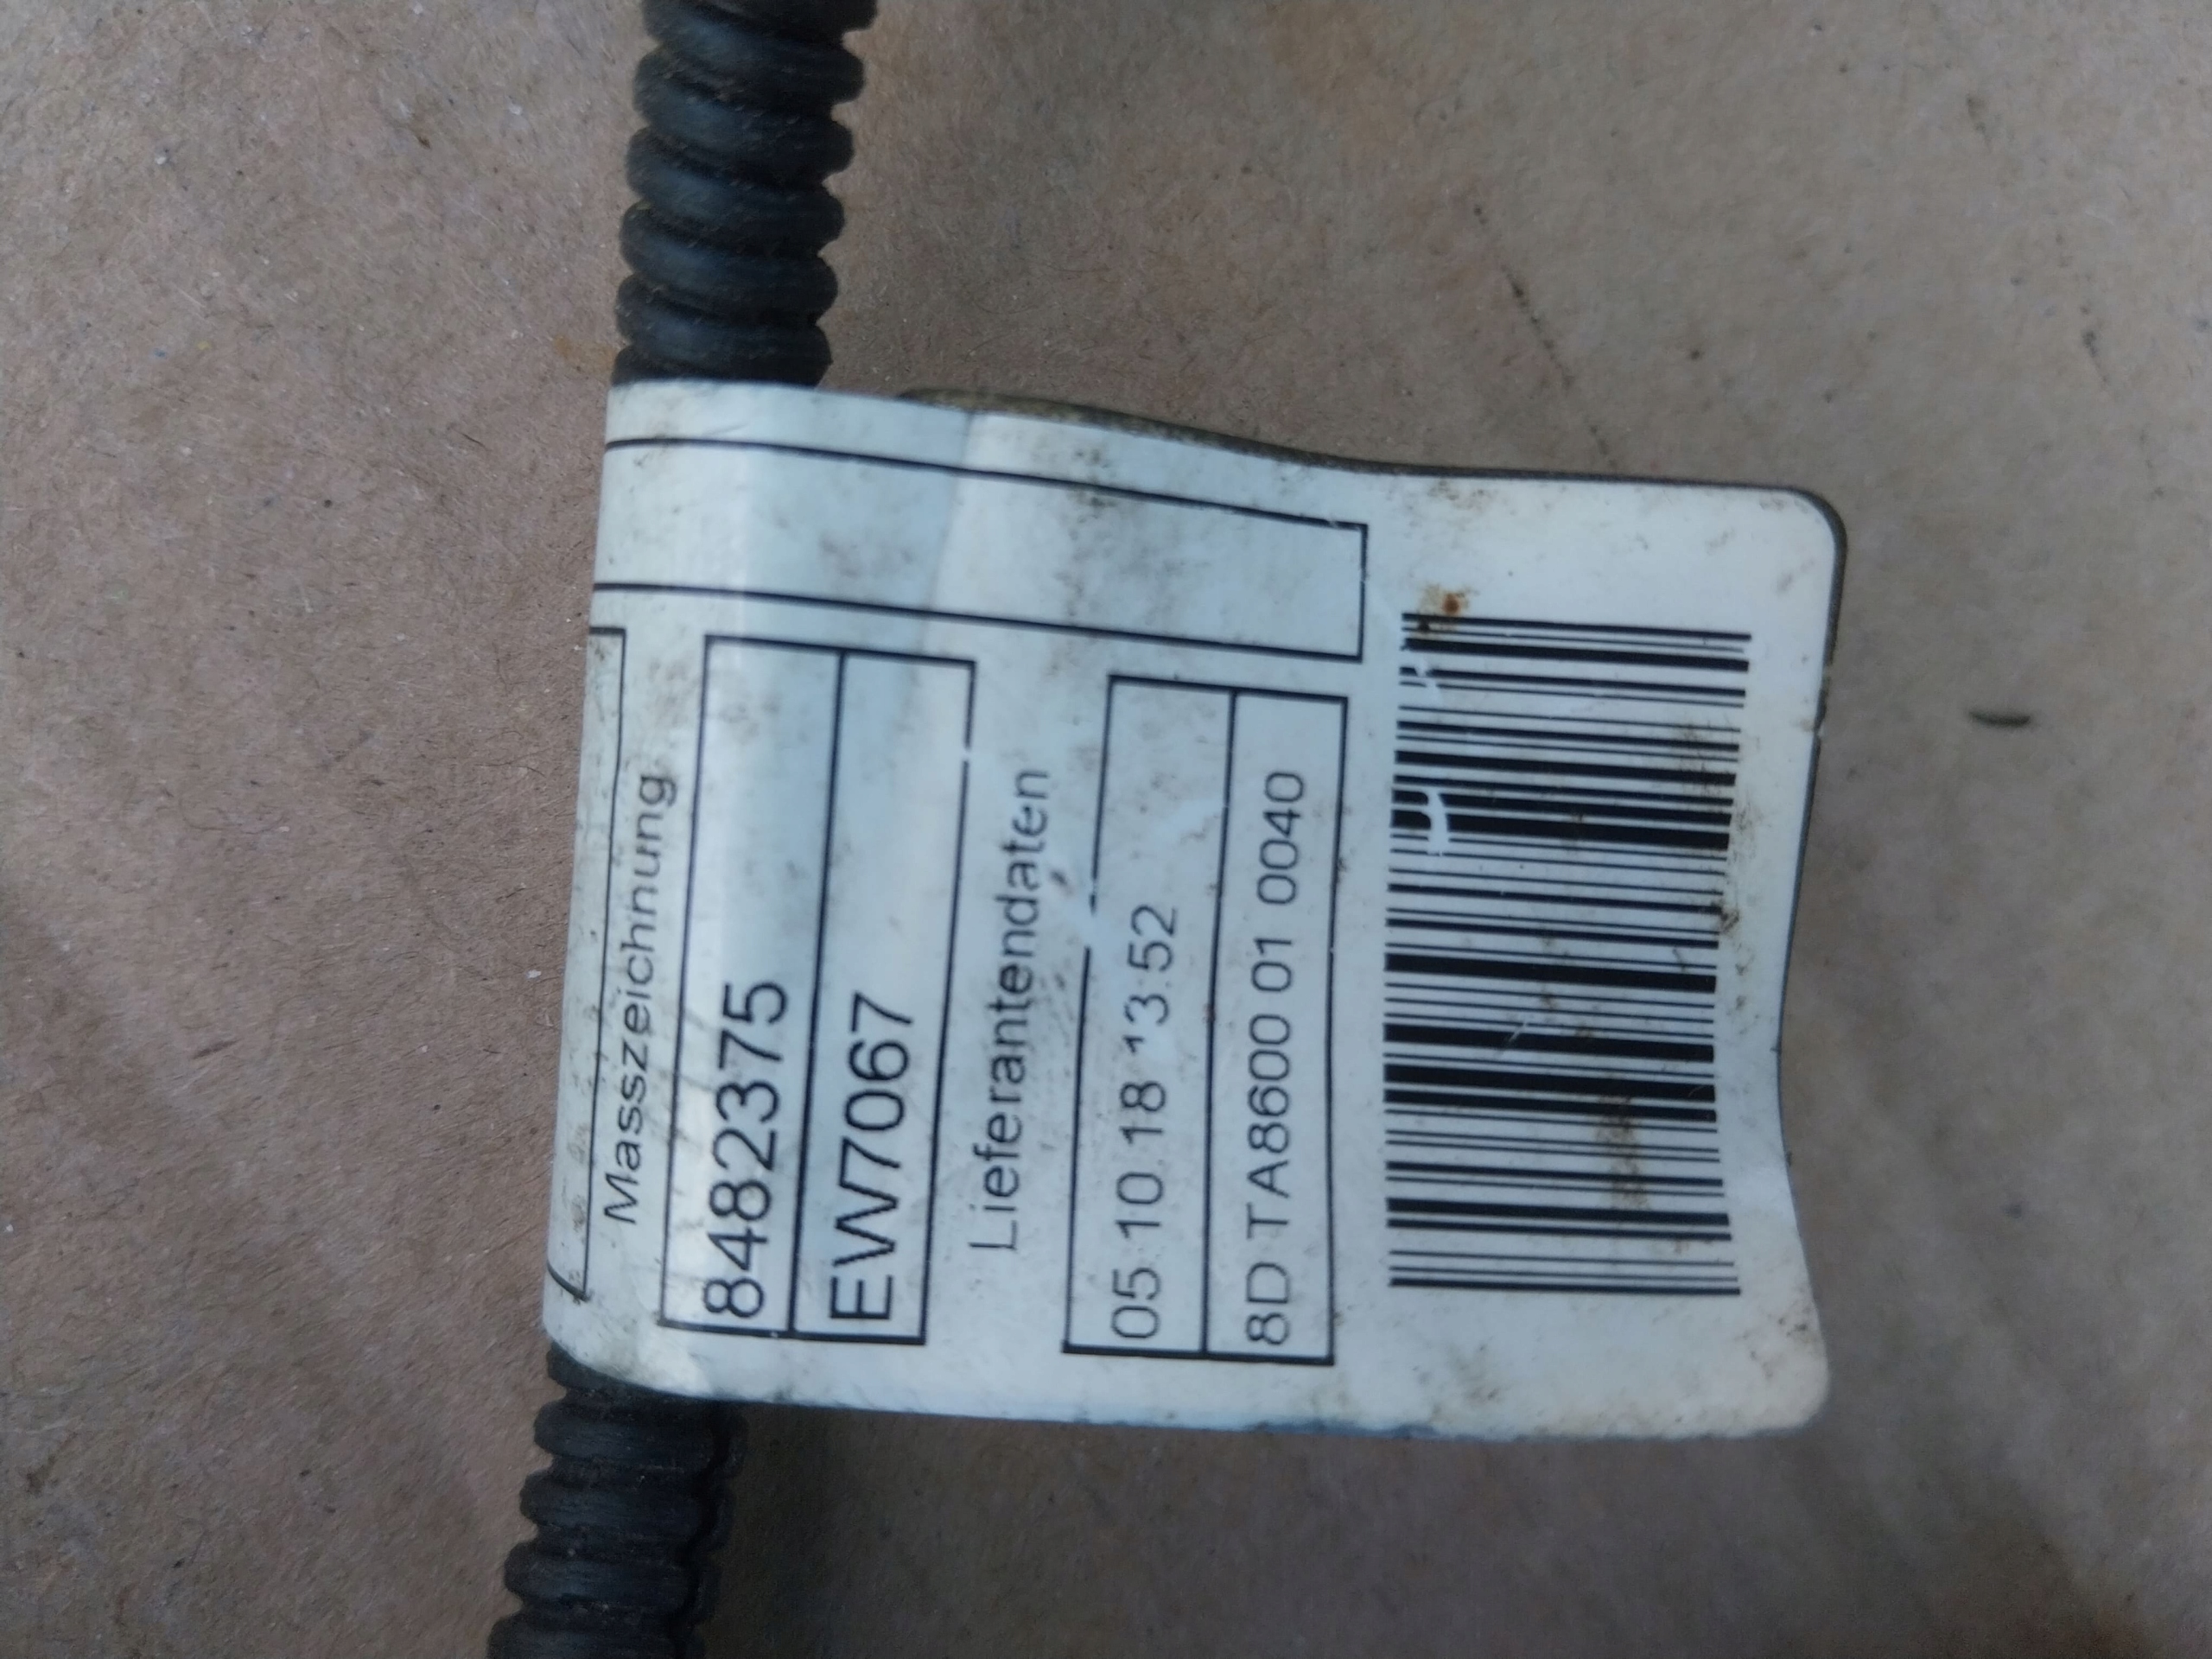 Masszeichnung
8482375
EW7067
Lieferantendaten
05.10.18 13:52
8D TA8600 01 0040